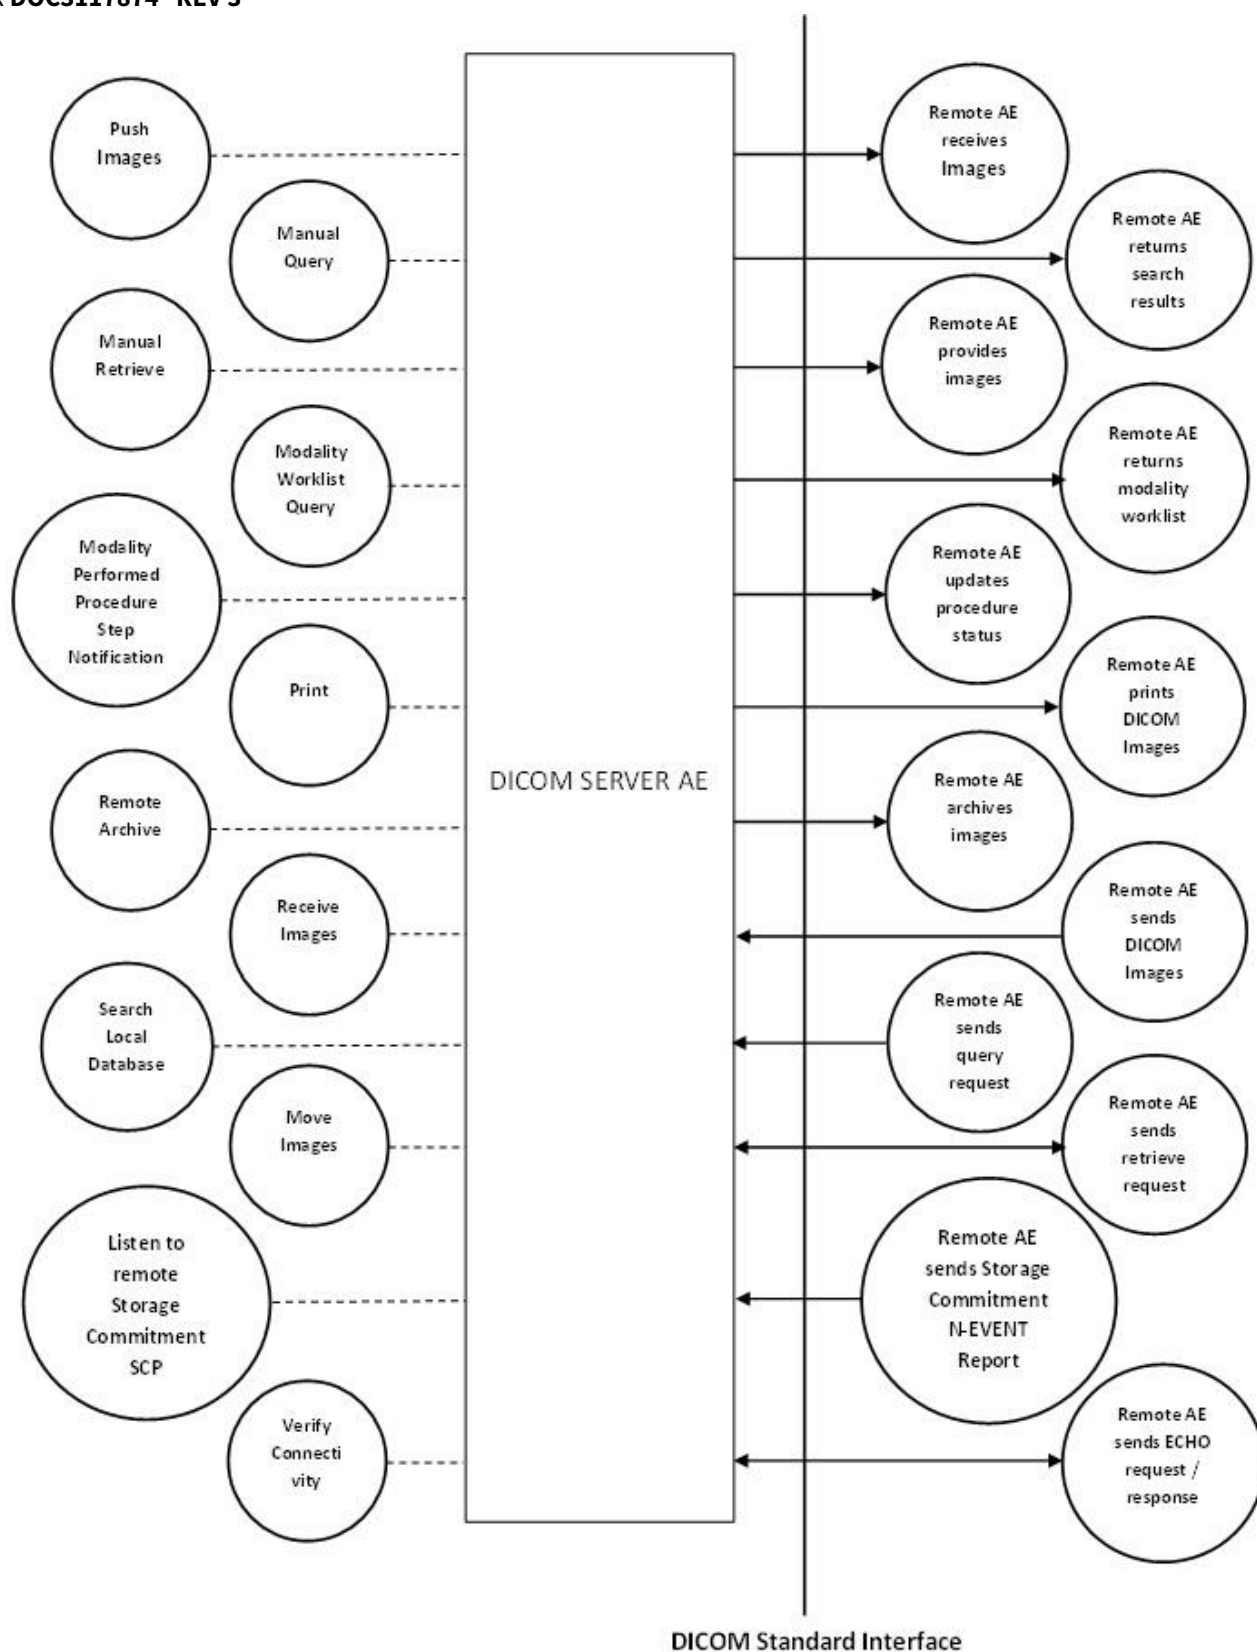 DOC3117874 REV 3
Push
Images
Remote AE
receives
Images
Manual
Query
Remote AE
returns
search
results
Manual
Retrieve
Remote AE
provides
images
Modality
Worklist
Query
Remote AE
returns
modality
worklist
Modality
Performed
Procedure
Step
Notification
Remote AE
updates
procedure
status
Print
Remote AE
prints
DICOM
Images
DICOM SERVER AE
Remote
Archive
Remote AE
archives
images
Receive
Images
Remote AE
sends
DICOM
Images
Search
Local
Database
Remote AE
sends
query
request
Move
Images
Remote AE
sends
retrieve
request
Listen to
remote
Storage
Commitment
SCP
Remote AE
sends Storage
Commitment
N-EVENT
Report
Verify
Connecti
vity
Remote AE
sends ECHO
request /
response
DICOM Standard Interface